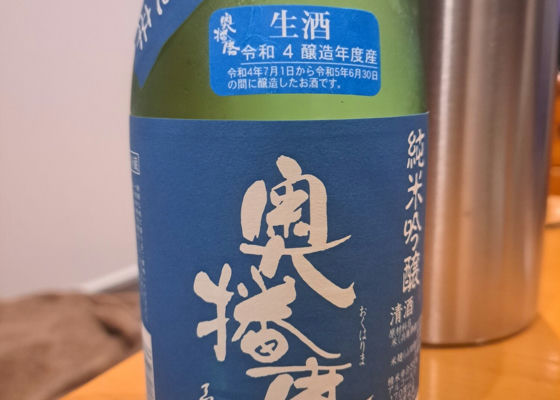 奥播磨
生酒
令和4醸造年度産
令和4年7月1日から令和5年6月30日
の間に醸造したお酒です。
純米吟醸
清酒
奥播磨
おくはりま